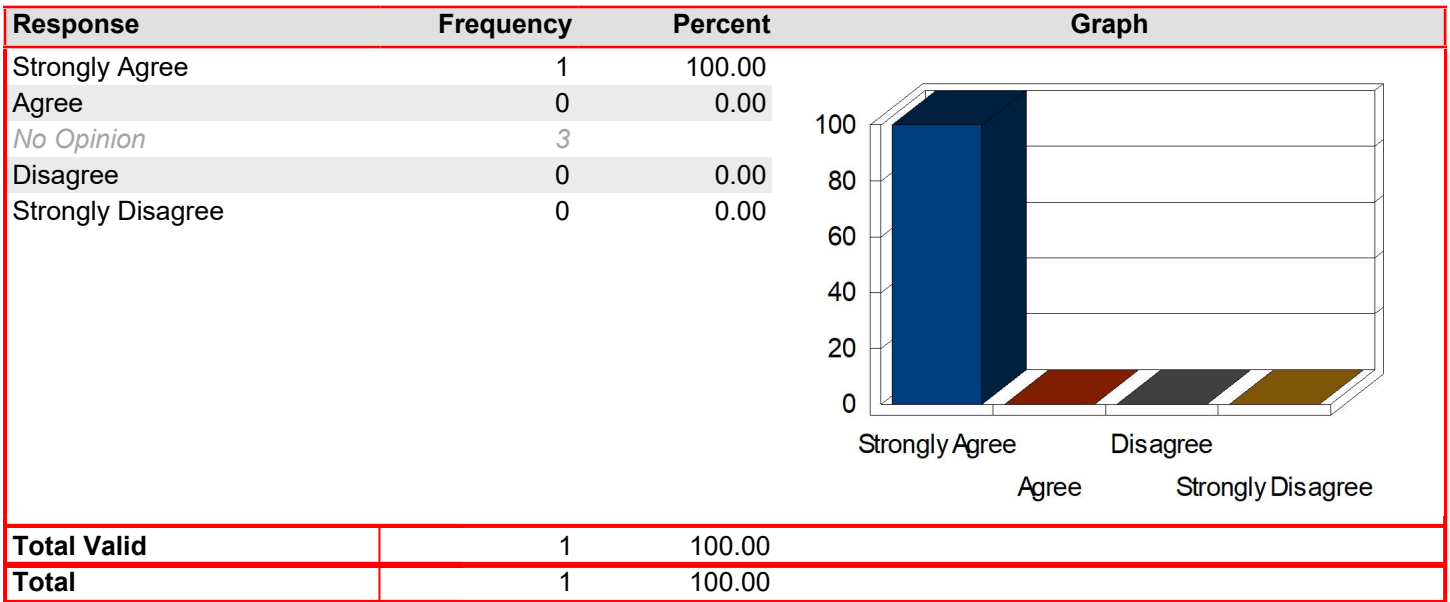 Response Frequency Percent Graph
Strongly Agree 1 100.00
Agree 0 0.00
No Opinion 3
Disagree 0 0.00
Strongly Disagree 0 0.00
100
80
60
40
20
0
Strongly Agree Disagree
Agree Strongly Disagree
Total Valid 1 100.00
Total 1 100.00